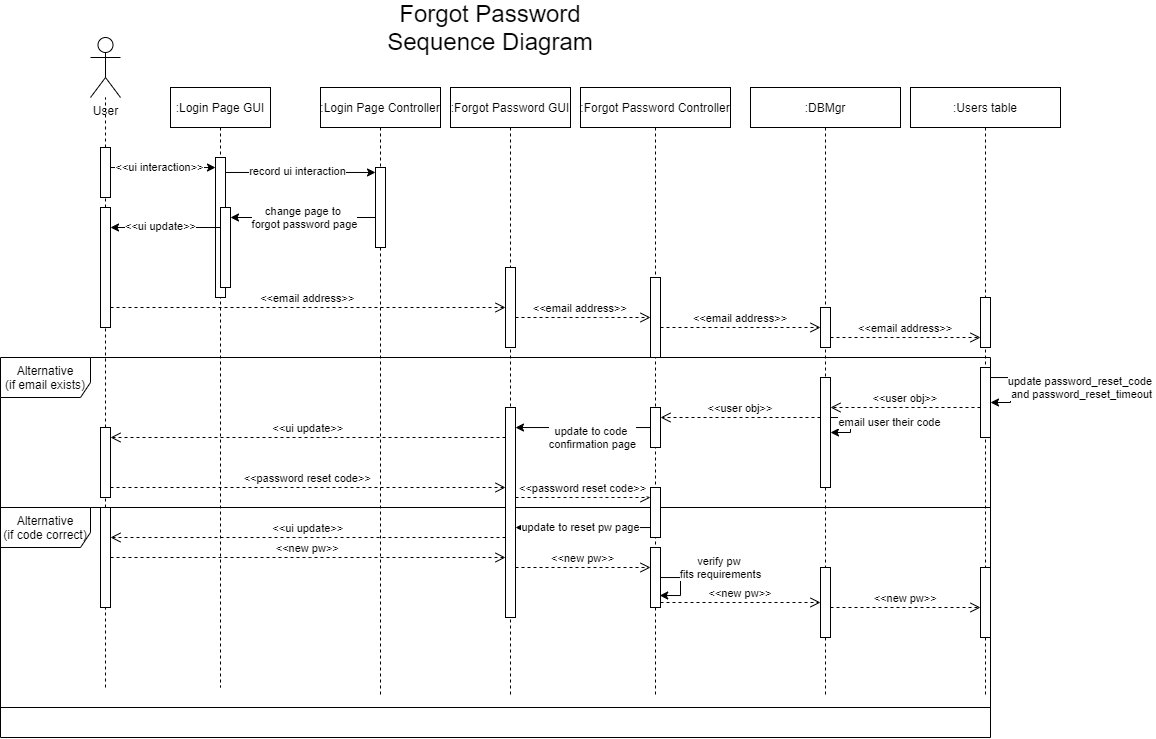 Forgot Password
Sequence Diagram
User
:Login Page GUI
:Login Page Controller
:Forgot Password GUI
:Forgot Password Controller
:DBMgr
:Users table
<<ui interaction>>
record ui interaction
change page to
forgot password page
<<ui update>>
<<email address>>
<<email address>>
<<email address>>
<<email address>>
Alternative
(if email exists)
update password_reset_code
and password_reset_timeout
<<user obj>>
<<user obj>>
email user their code
update to code
confirmation page
<<ui update>>
<<password reset code>>
<<password reset code>>
Alternative
(if code correct)
update to reset pw page
<<ui update>>
<<new pw>>
<<new pw>>
verify pw
fits requirements
<<new pw>>
<<new pw>>